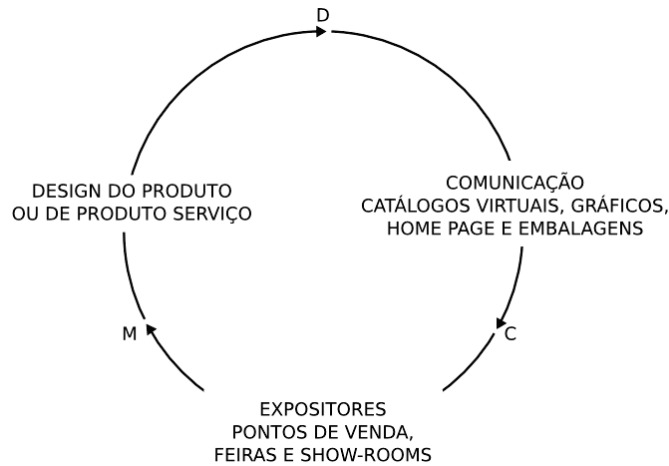 D
DESIGN DO PRODUTO
OU DE PRODUTO SERVIÇO
COMUNICAÇÃO
CATÁLOGOS VIRTUAIS, GRÁFICOS,
HOME PAGE E EMBALAGENS
M
C
EXPOSITORES
PONTOS DE VENDA,
FEIRAS E SHOW-ROOMS